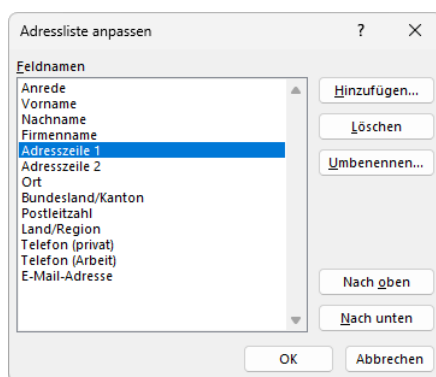 Adressliste anpassen
?
Feldnamen
Anrede
Vorname
Nachname
Firmenname
Adresszeile 1
Adresszeile 2
Ort
Bundesland/Kanton
Postleitzahl
Land/Region
Telefon (privat)
Telefon (Arbeit)
E-Mail-Adresse
Hinzufügen...
Löschen
Umbenennen...
Nach oben
Nach unten
OK
Abbrechen